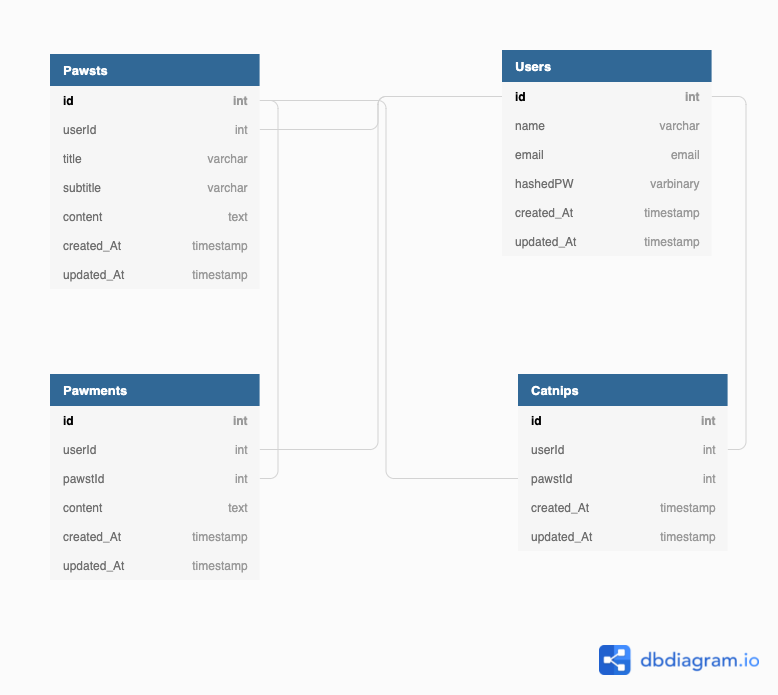 Pawsts
id int
userId int
title varchar
subtitle varchar
content text
created_At timestamp
updated_At timestamp
Users
id int
name varchar
email email
hashedPW varbinary
created_At timestamp
updated_At timestamp
Pawments
id int
userId int
pawstId int
content text
created_At timestamp
updated_At timestamp
Catnips
id int
userId int
pawstId int
created_At timestamp
updated_At timestamp
dbdiagram.io